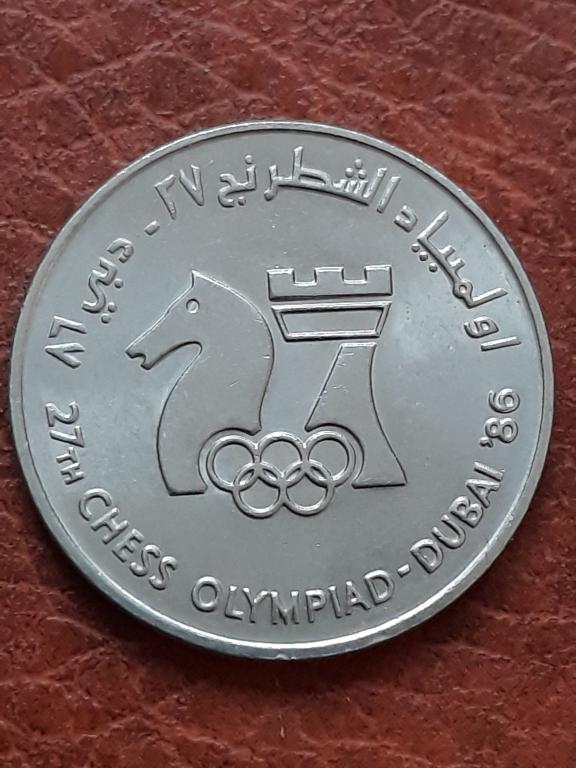 اولمبياد الشطرنج ٢٧ - دبي ٨٦
27TH CHESS OLYMPIAD - DUBAI '86